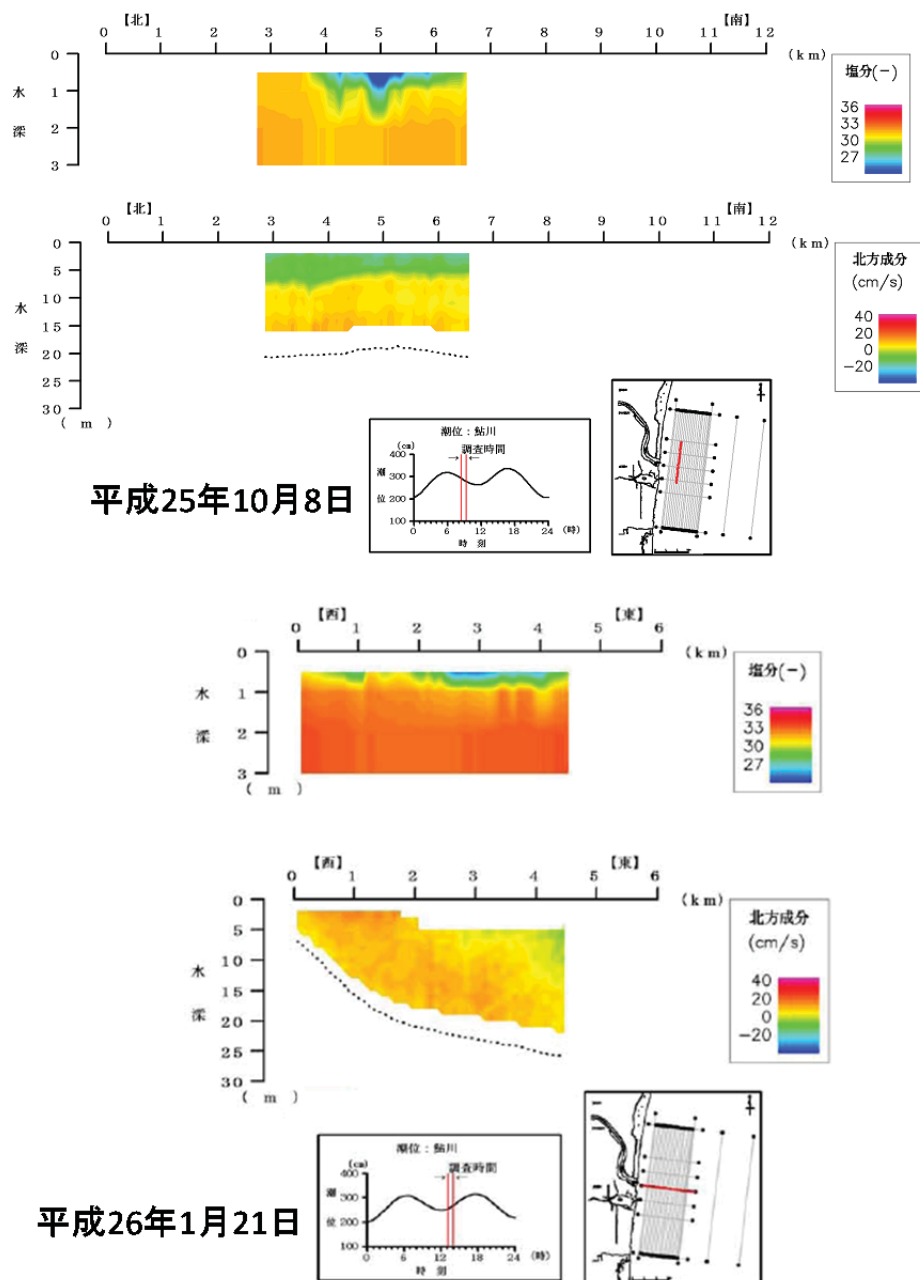 【北】 【南】
0 1 2 3 4 5 6 7 8 9 10 11 12
(km)
0
水 1
深 2
3
塩分(−)
36
33
30
27
【北】 【南】
0 1 2 3 4 5 6 7 8 9 10 11 12
(km)
0
5
水 10
15
深 20
25
30
( m )
北方成分
(cm/s)
40
20
0
−20
潮位：鮎川
(cm) 調査時間
400
潮 300
位 200
100
0 6 12 18 24 (時)
時 刻
平成25年10月8日
【西】 【東】
0 1 2 3 4 5 6
(km)
0
水 1
深 2
3
( m )
塩分(−)
36
33
30
27
【西】 【東】
0 1 2 3 4 5 6
(km)
0
5
10
水 15
深 20
25
30
( m )
北方成分
(cm/s)
40
20
0
−20
潮位：鮎川
(cm) 調査時間
400
潮 300
位 200
100
0 6 12 18 24 (時)
時 刻
平成26年1月21日